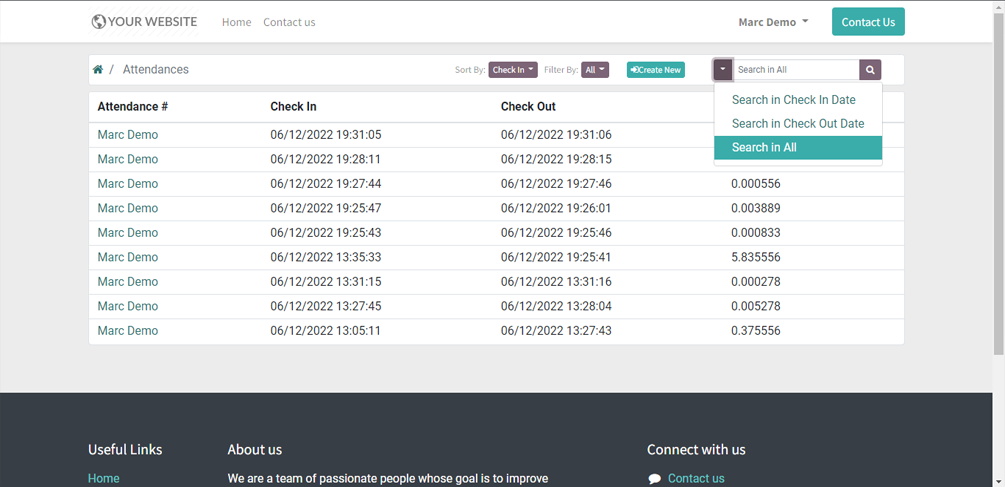 YOUR WEBSITE Home Contact us Marc Demo Contact Us
/ Attendances Sort By: Check In Filter By: All Create New Search in All
Search in Check In Date
Search in Check Out Date
Search in All
Attendance # Check In Check Out
Marc Demo 06/12/2022 19:31:05 06/12/2022 19:31:06
Marc Demo 06/12/2022 19:28:11 06/12/2022 19:28:15
Marc Demo 06/12/2022 19:27:44 06/12/2022 19:27:46 0.000556
Marc Demo 06/12/2022 19:25:47 06/12/2022 19:26:01 0.003889
Marc Demo 06/12/2022 19:25:43 06/12/2022 19:25:46 0.000833
Marc Demo 06/12/2022 13:35:33 06/12/2022 19:25:41 5.835556
Marc Demo 06/12/2022 13:31:15 06/12/2022 13:31:16 0.000278
Marc Demo 06/12/2022 13:27:45 06/12/2022 13:28:04 0.005278
Marc Demo 06/12/2022 13:05:11 06/12/2022 13:27:43 0.375556
Useful Links About us Connect with us
Home We are a team of passionate people whose goal is to improve Contact us